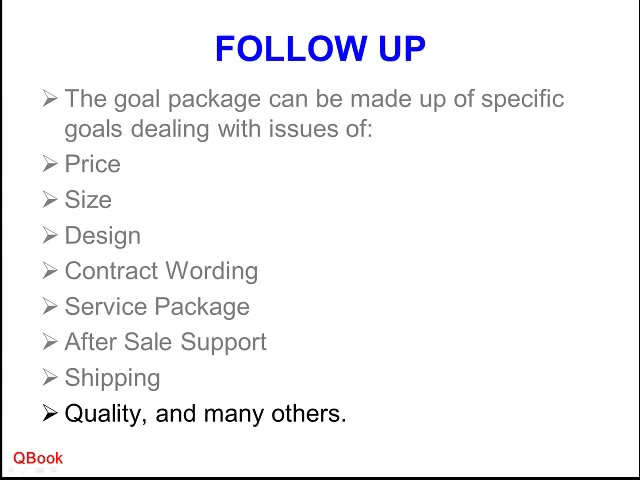 FOLLOW UP
The goal package can be made up of specific
goals dealing with issues of:
Price
Size
Design
Contract Wording
Service Package
After Sale Support
Shipping
Quality, and many others.
QBook